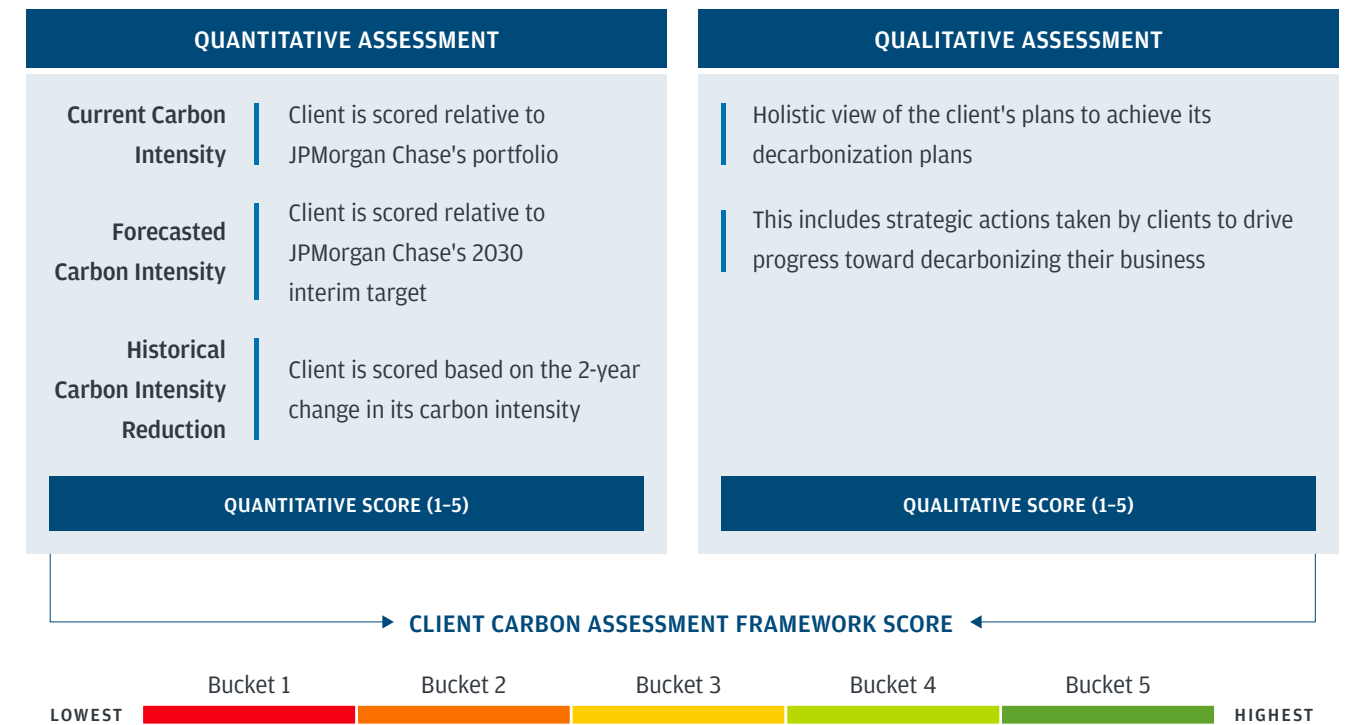 QUANTITATIVE ASSESSMENT
Current Carbon
Intensity
Client is scored relative to
JPMorgan Chase's portfolio
Forecasted
Carbon Intensity
Client is scored relative to
JPMorgan Chase's 2030
interim target
Historical
Carbon Intensity
Reduction
Client is scored based on the 2-year
change in its carbon intensity
QUANTITATIVE SCORE (1–5)
QUALITATIVE ASSESSMENT
Holistic view of the client's plans to achieve its
decarbonization plans
This includes strategic actions taken by clients to drive
progress toward decarbonizing their business
QUALITATIVE SCORE (1–5)
CLIENT CARBON ASSESSMENT FRAMEWORK SCORE
Bucket 1 Bucket 2 Bucket 3 Bucket 4 Bucket 5
LOWEST HIGHEST